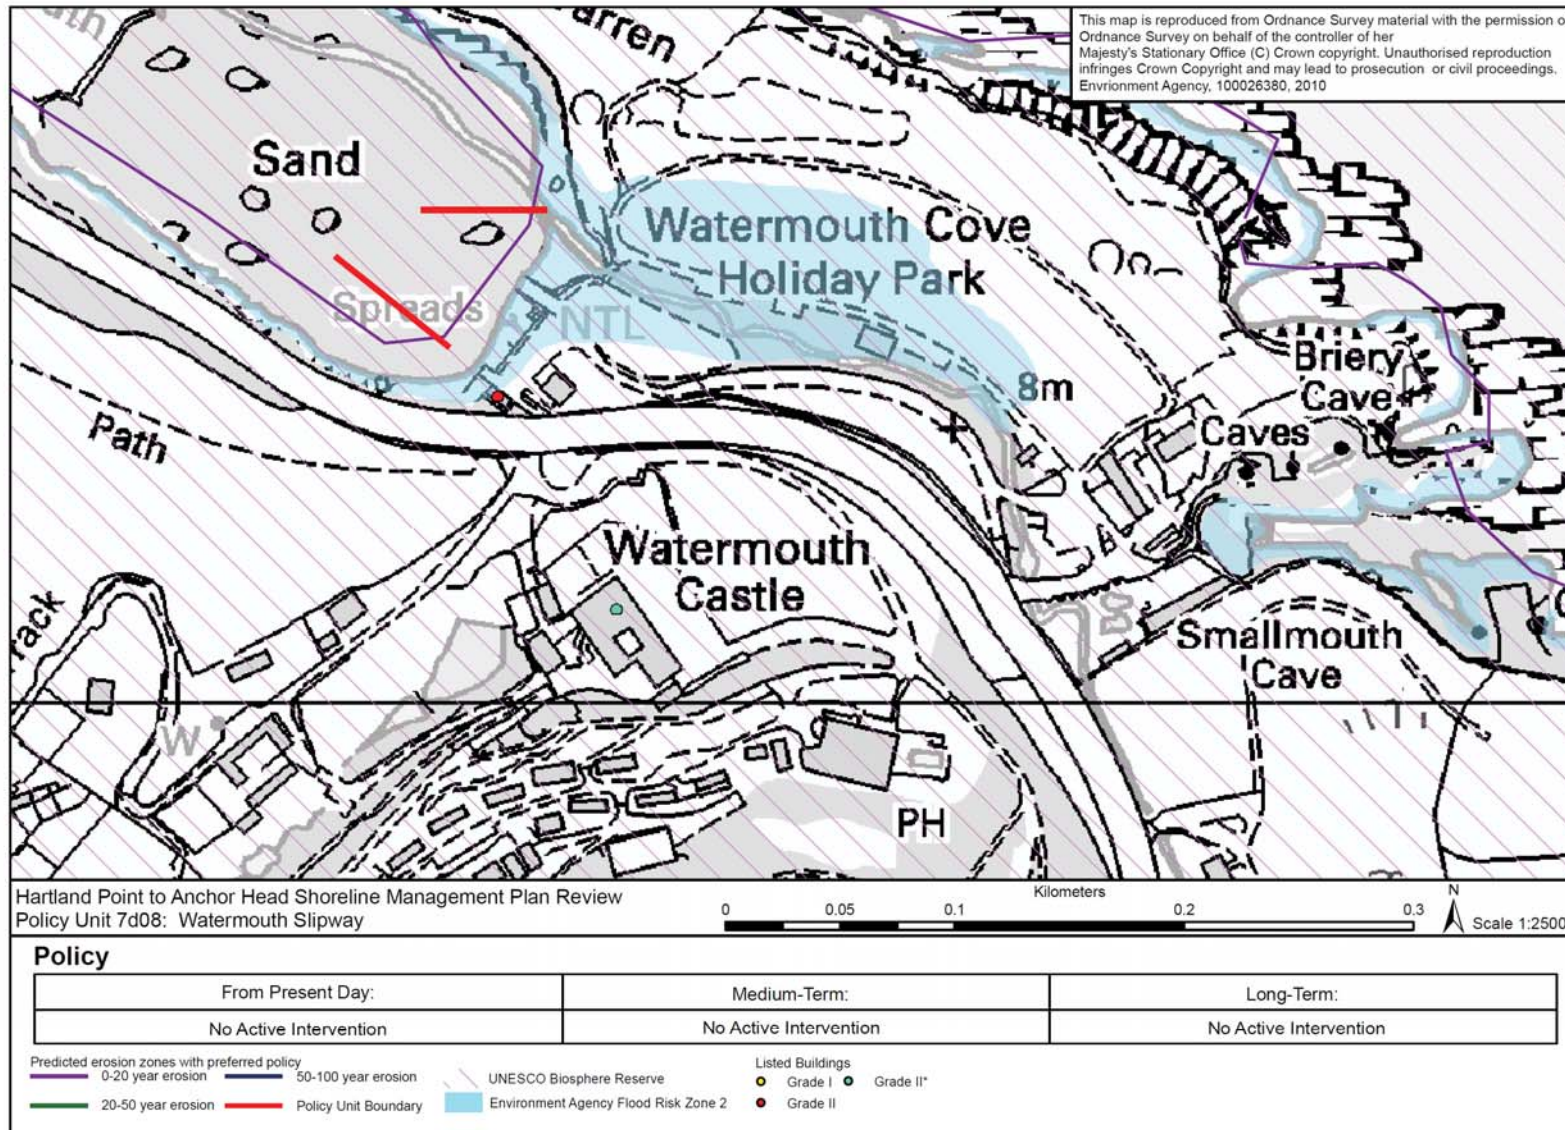 This map is reproduced from Ordnance Survey material with the permission o
Ordnance Survey on behalf of the controller of her
Majesty's Stationary Office (C) Crown copyright. Unauthorised reproduction
infringes Crown Copyright and may lead to prosecution or civil proceedings.
Envrionment Agency, 100026380, 2010
ath
arren
Sand
Watermouth Cove
Holiday Park
Spreads
NTL
8m
Briery
Cave
Caves
Path
Watermouth
Castle
Smallmouth
Cave
rack
W
PH
Hartland Point to Anchor Head Shoreline Management Plan Review
Policy Unit 7d08: Watermouth Slipway
Kilometers
0 0.05 0.1 0.2 0.3
N
Scale 1:2500
Policy
From Present Day: Medium-Term: Long-Term:
No Active Intervention No Active Intervention No Active Intervention
Predicted erosion zones with preferred policy
0-20 year erosion 50-100 year erosion
20-50 year erosion Policy Unit Boundary
UNESCO Biosphere Reserve
Environment Agency Flood Risk Zone 2
Listed Buildings
Grade I Grade II*
Grade II